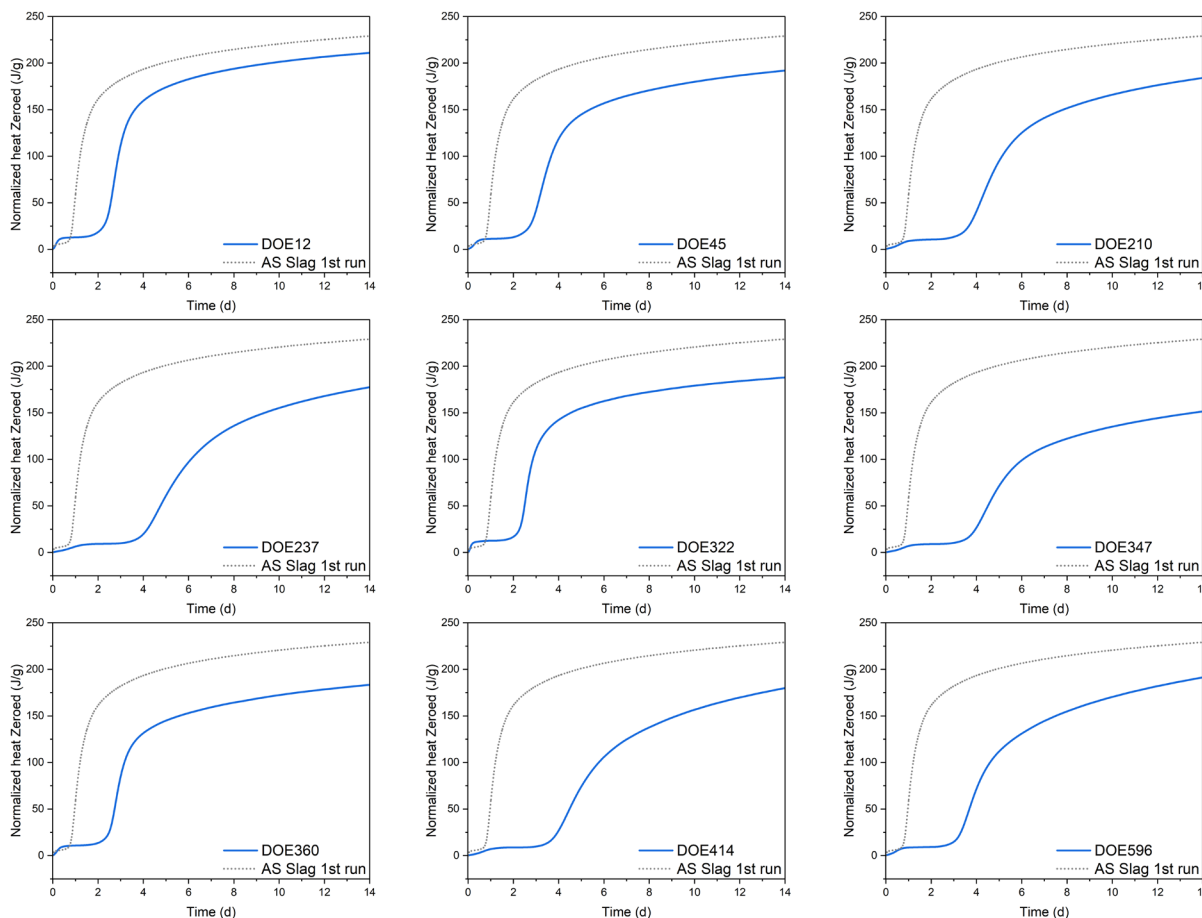 Normalized heat Zeroed (J/g)
250
200
150
100
50
0
DOE12
AS Slag 1st run
0 2 4 6 8 10 12 14
Time (d)
Normalized Heat Zeroed (J/g)
250
200
150
100
50
0
DOE45
AS Slag 1st run
0 2 4 6 8 10 12 14
Time (d)
Normalized Heat Zeroed (J/g)
250
200
150
100
50
0
DOE210
AS Slag 1st run
0 2 4 6 8 10 12
Time (d)
Normalized heat Zeroed (J/g)
250
200
150
100
50
0
DOE237
AS Slag 1st run
0 2 4 6 8 10 12 14
Time (d)
Normalized heat Zeroed (J/g)
250
200
150
100
50
0
DOE322
AS Slag 1st run
0 2 4 6 8 10 12 14
Time (d)
Normalized heat Zeroed (J/g)
250
200
150
100
50
0
DOE347
AS Slag 1st run
0 2 4 6 8 10 12
Time (d)
Normalized heat Zeroed (J/g)
250
200
150
100
50
0
DOE360
AS Slag 1st run
0 2 4 6 8 10 12 14
Time (d)
Normalized heat Zeroed (J/g)
250
200
150
100
50
0
DOE414
AS Slag 1st run
0 2 4 6 8 10 12 14
Time (d)
Normalized heat Zeroed (J/g)
250
200
150
100
50
0
DOE596
AS Slag 1st run
0 2 4 6 8 10 12
Time (d)